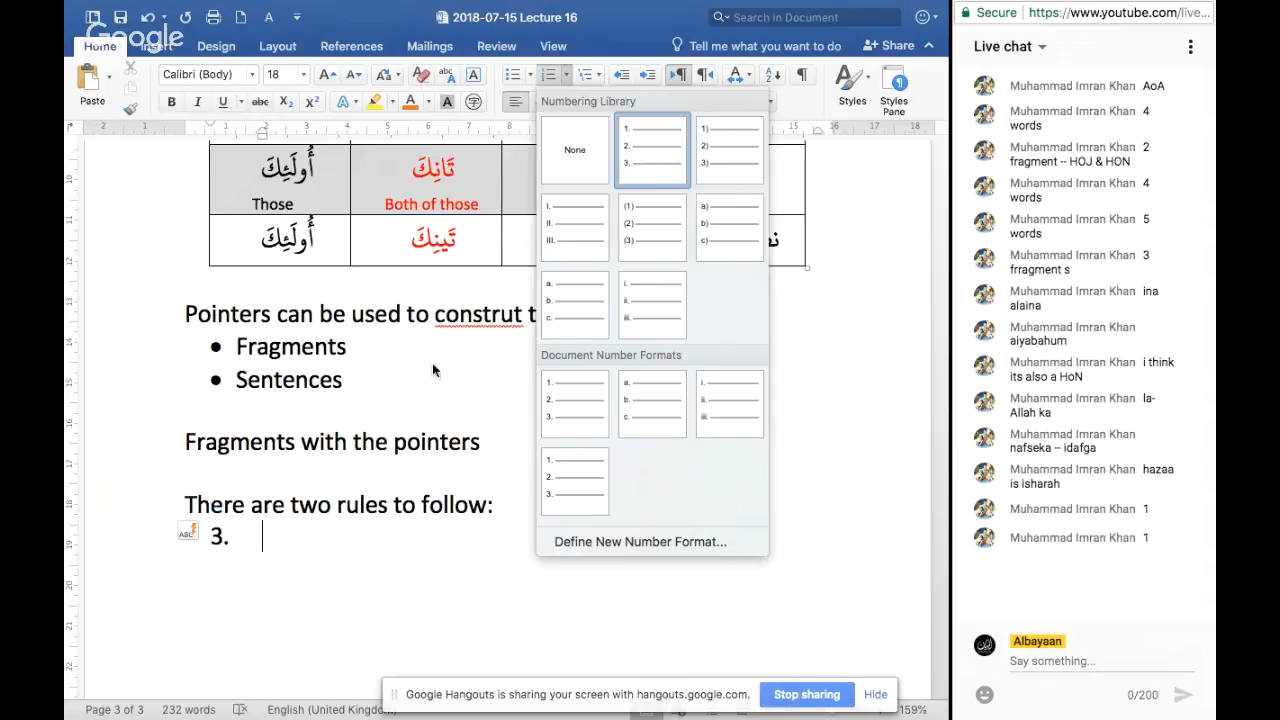 2018-07-15 Lecture 16
Search in Document
Google
Home
Insert
Design
Layout
References
Mailings
Review
View
Tell me what you want to do
Share
Paste
Calibri (Body)
18
Styles
Styles Pane
Numbering Library
None
Document Number Formats
Define New Number Format...
أُولَٰئِكَ
تَانِكَ
Those
Both of those
أُولَٰئِكَ
تَينِكَ
Pointers can be used to construt t
• Fragments
• Sentences
Fragments with the pointers
There are two rules to follow:
3.
Google Hangouts is sharing your screen with hangouts.google.com.
Stop sharing
Hide
Page 3 of 3
232 words
English (United Kingdom)
159%
Secure
https://www.youtube.com/live...
Live chat
Muhammad Imran Khan AoA
Muhammad Imran Khan 4
words
Muhammad Imran Khan 2
fragment -- HOJ & HON
Muhammad Imran Khan 4
words
Muhammad Imran Khan 5
words
Muhammad Imran Khan 3
frragment s
Muhammad Imran Khan ina
alaina
Muhammad Imran Khan
aiyabahum
Muhammad Imran Khan i think
its also a HoN
Muhammad Imran Khan la-
Allah ka
Muhammad Imran Khan
nafseka – idafga
Muhammad Imran Khan hazaa
is isharah
Muhammad Imran Khan 1
Muhammad Imran Khan 1
Albayaan
Say something...
0/200